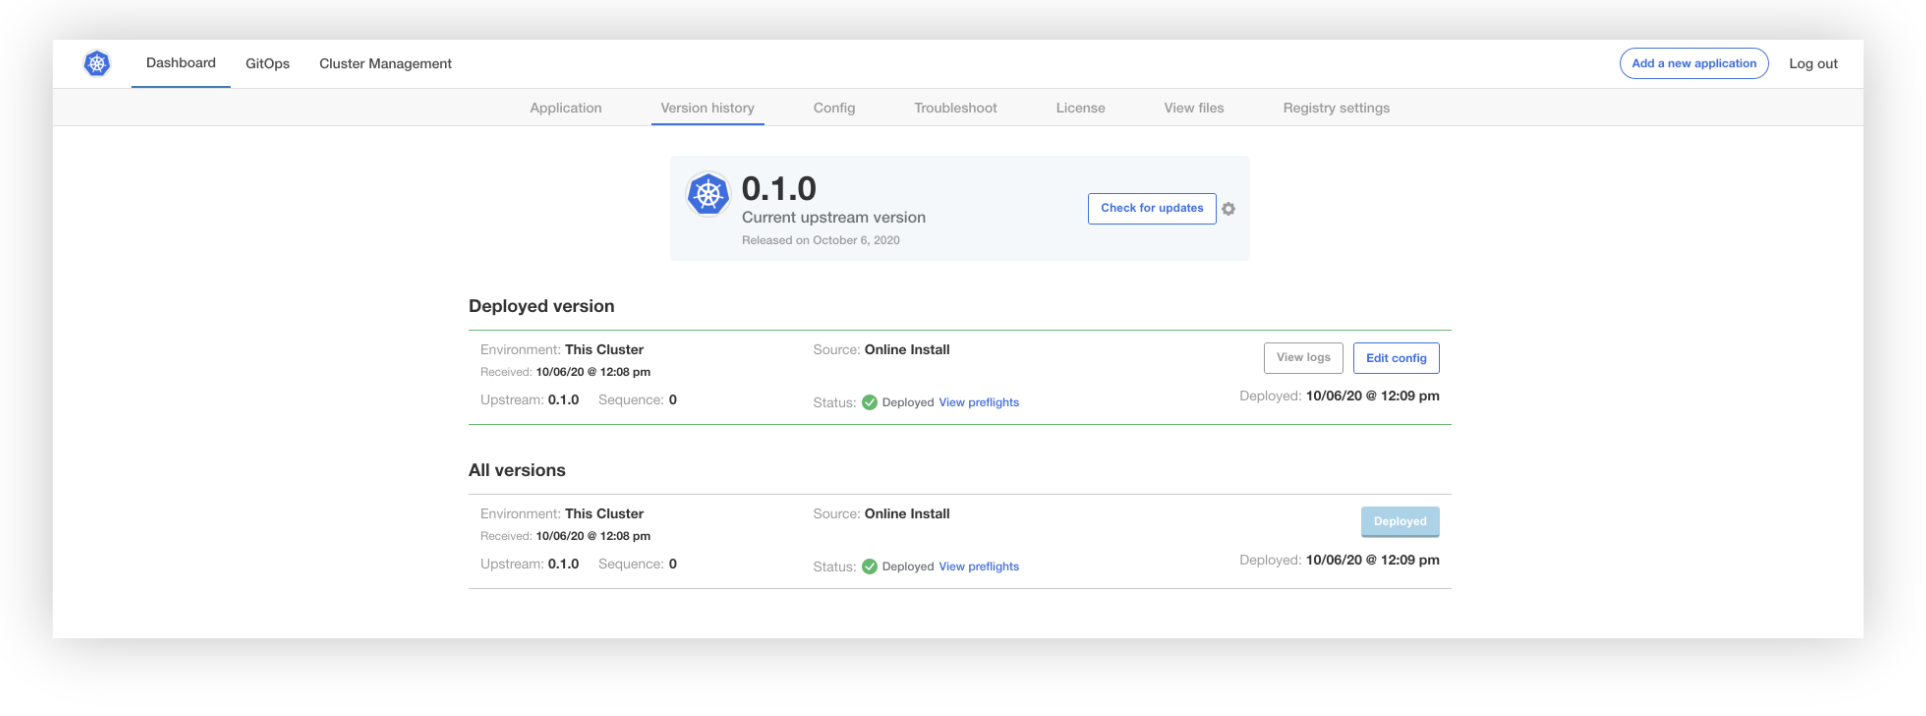 Dashboard GitOps Cluster Management Add a new application Log out
Application Version history Config Troubleshoot License View files Registry settings
0.1.0
Current upstream version
Released on October 6, 2020
Check for updates
Deployed version
Environment: This Cluster Source: Online Install View logs Edit config
Received: 10/06/20 @ 12:08 pm
Upstream: 0.1.0 Sequence: 0 Status: Deployed View preflights Deployed: 10/06/20 @ 12:09 pm
All versions
Environment: This Cluster Source: Online Install Deployed
Received: 10/06/20 @ 12:08 pm
Upstream: 0.1.0 Sequence: 0 Status: Deployed View preflights Deployed: 10/06/20 @ 12:09 pm